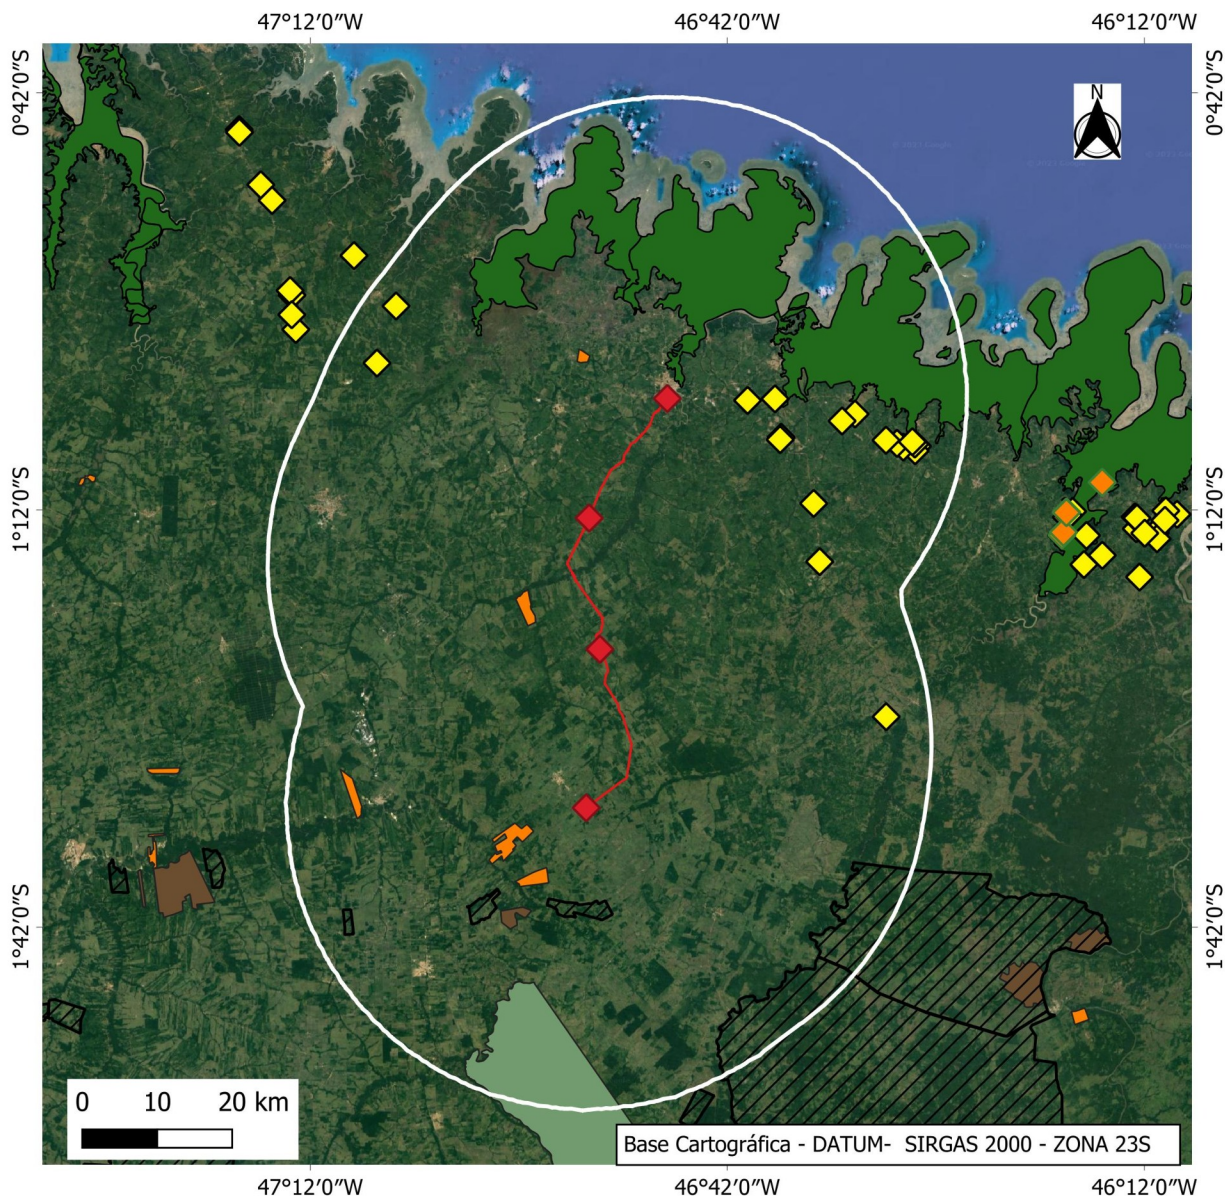 47°12′0″W 46°42′0″W 46°12′0″W
0°42′0″S 0°42′0″S
N
1°12′0″S 1°12′0″S
1°42′0″S 1°42′0″S
0 10 20 km
Base Cartográfica - DATUM- SIRGAS 2000 - ZONA 23S
47°12′0″W 46°42′0″W 46°12′0″W